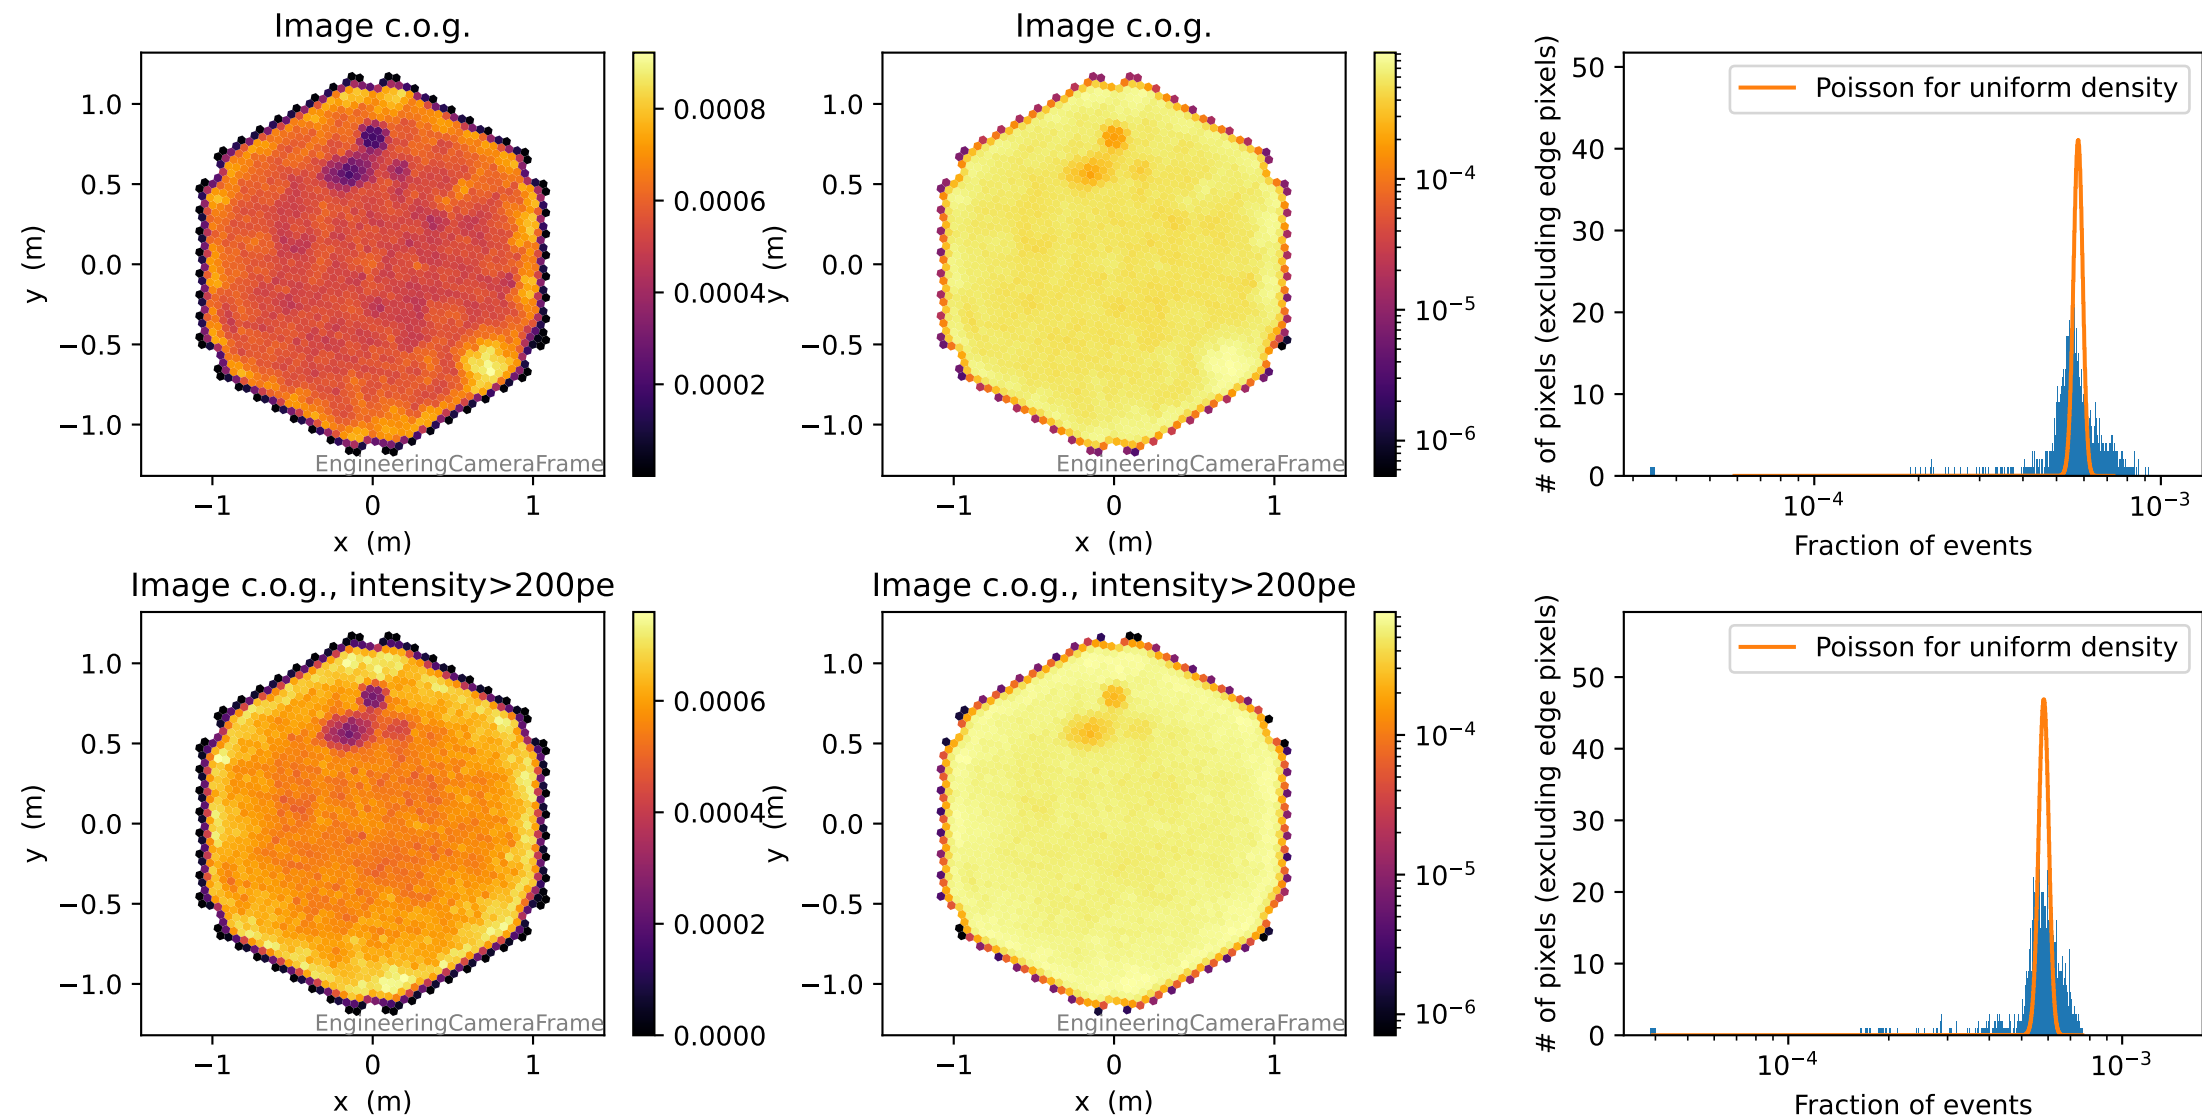 Image c.o.g.
y (m)
1.0
0.5
0.0
−0.5
−1.0
EngineeringCameraFrame
−1 0 1
x (m)
0.0008
0.0006
0.0004
0.0002
Image c.o.g.
y (m)
1.0
0.5
0.0
−0.5
−1.0
EngineeringCameraFrame
−1 0 1
x (m)
10⁻⁴
10⁻⁵
10⁻⁶
# of pixels (excluding edge pixels)
50
40
30
20
10
0
Poisson for uniform density
10⁻⁴ 10⁻³
Fraction of events
Image c.o.g., intensity>200pe
y (m)
1.0
0.5
0.0
−0.5
−1.0
EngineeringCameraFrame
−1 0 1
x (m)
0.0006
0.0004
0.0002
0.0000
Image c.o.g., intensity>200pe
y (m)
1.0
0.5
0.0
−0.5
−1.0
EngineeringCameraFrame
−1 0 1
x (m)
10⁻⁴
10⁻⁵
10⁻⁶
# of pixels (excluding edge pixels)
50
40
30
20
10
0
Poisson for uniform density
10⁻⁴ 10⁻³
Fraction of events